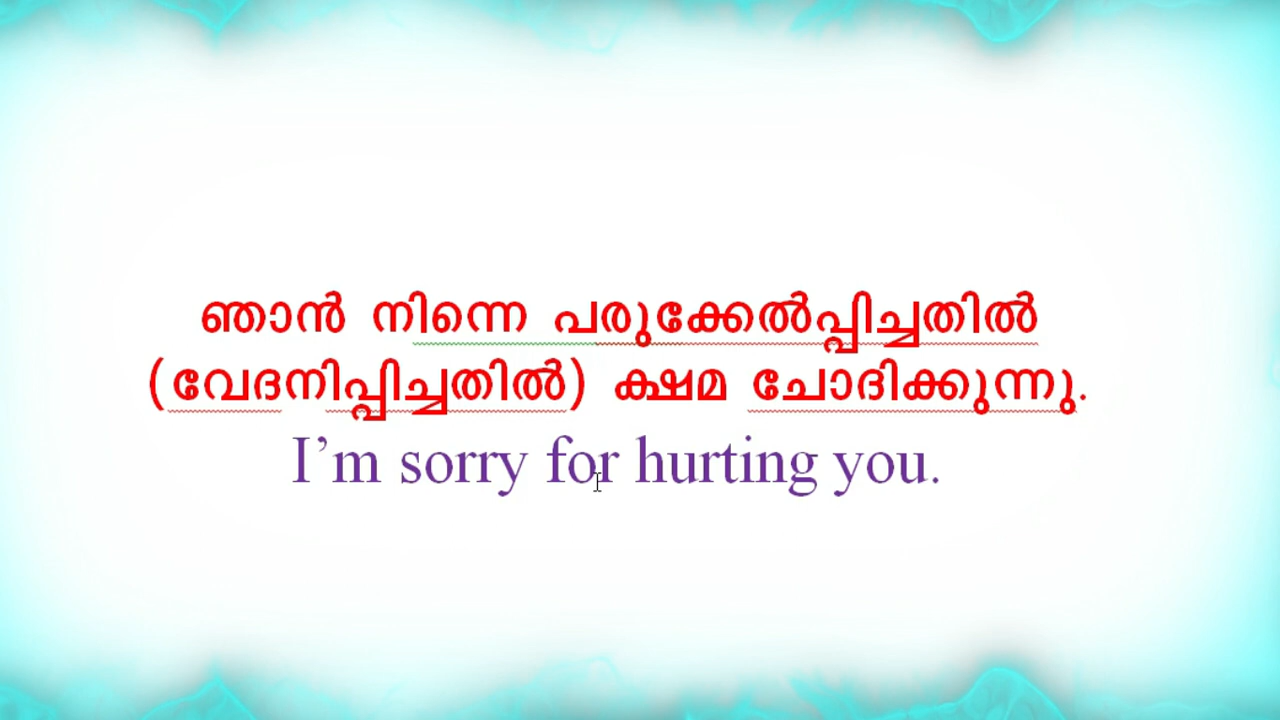 ഞാൻ നിന്നെ പരുക്കേൽപ്പിച്ചതിൽ
(വേദനിപ്പിച്ചതിൽ) ക്ഷമ ചോദിക്കുന്നു.
I’m sorry for hurting you.